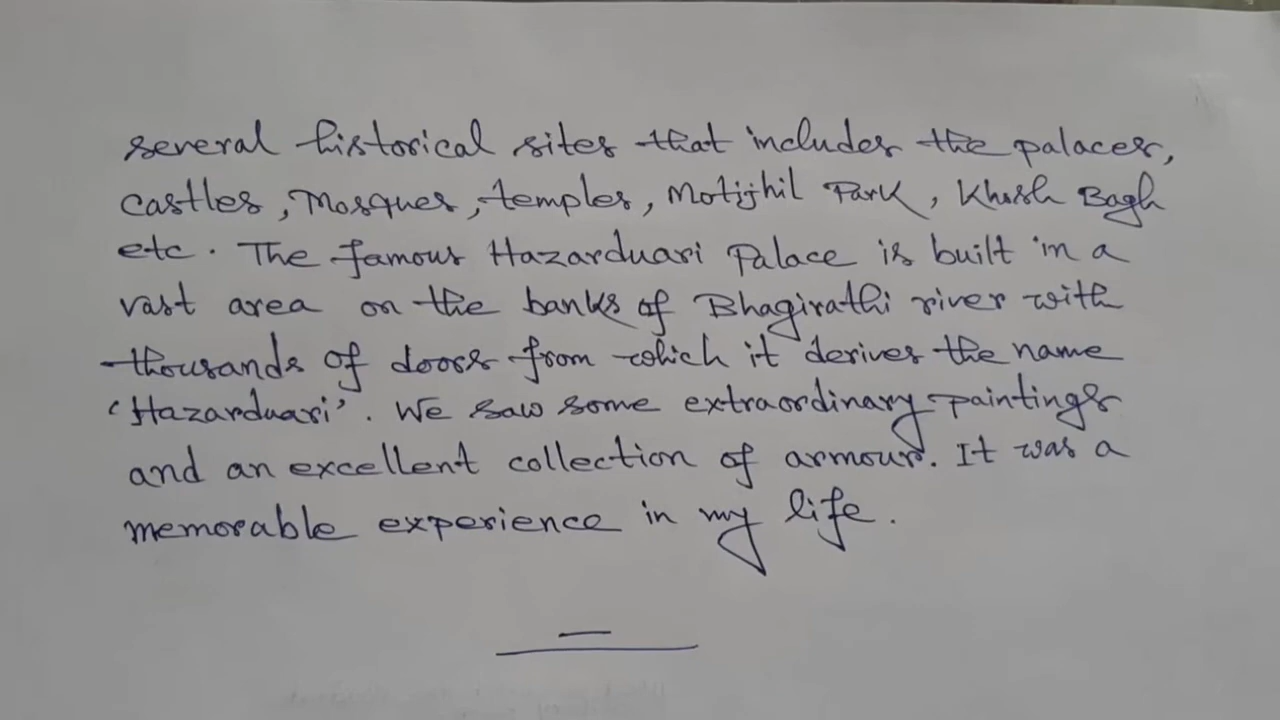 several historical sites that includes the palaces,
castles, Mosques, temples, Motijhil Park, Khush Bagh
etc. The famous Hazarduari Palace is built in a
vast area on the banks of Bhagirathi river with
thousands of doors from which it derives the name
'Hazarduari'. We saw some extraordinary paintings
and an excellent collection of armour. It was a
memorable experience in my life.